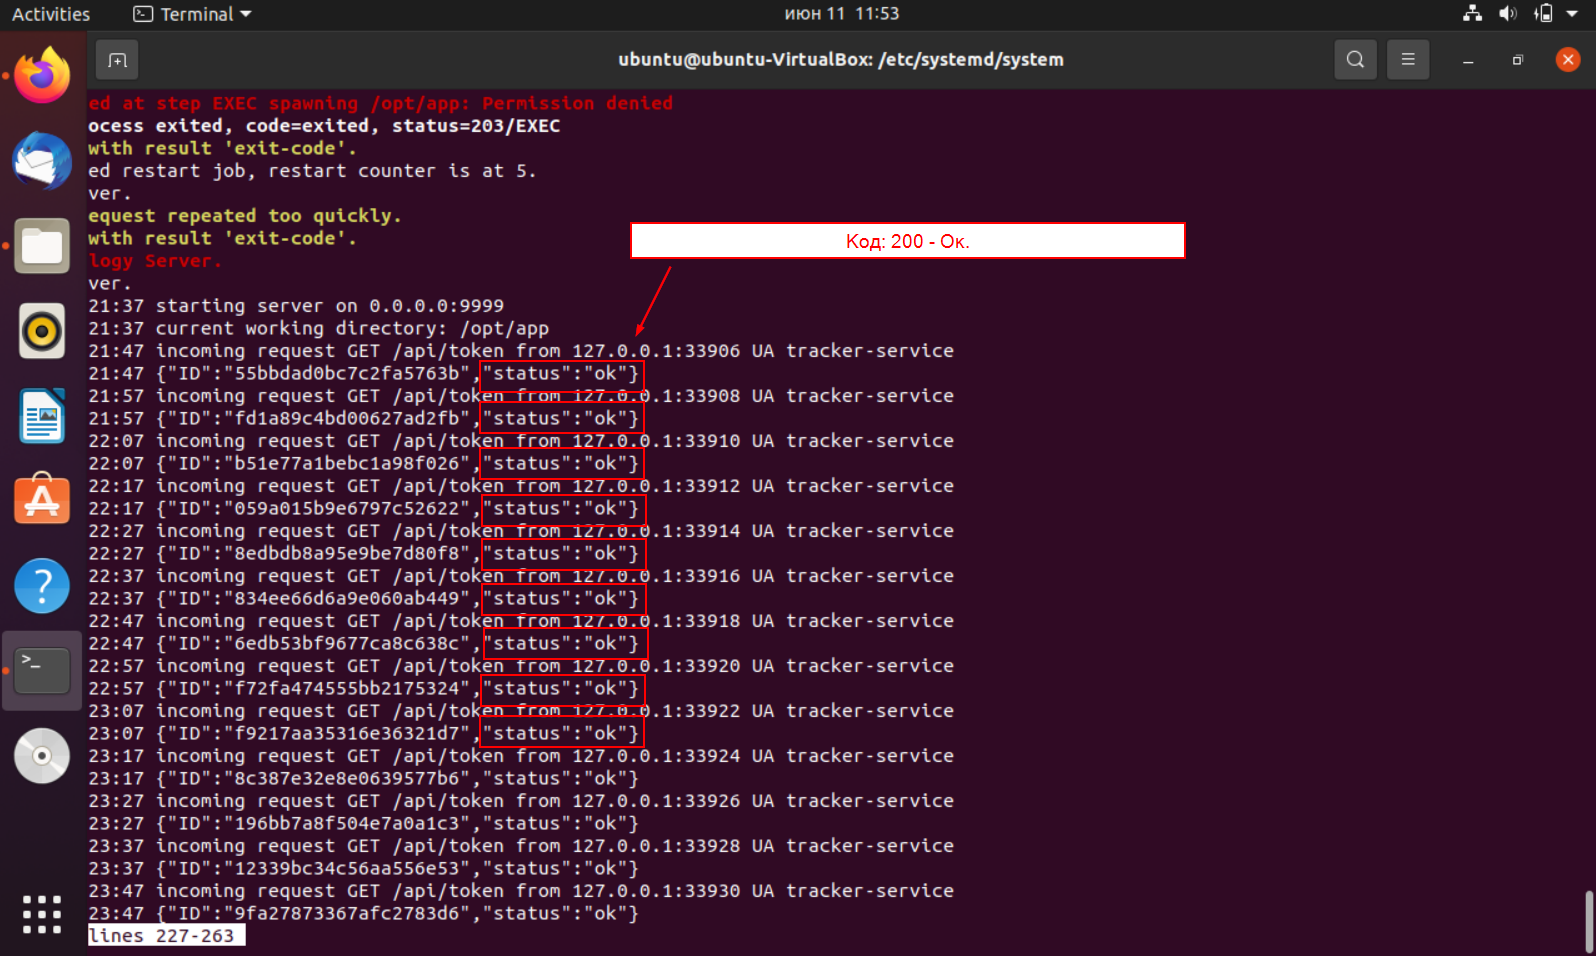 Activities Terminal июн 11 11:53
ubuntu@ubuntu-VirtualBox: /etc/systemd/system
ed at step EXEC spawning /opt/app: Permission denied
ocess exited, code=exited, status=203/EXEC
with result 'exit-code'.
ed restart job, restart counter is at 5.
ver.
equest repeated too quickly.
with result 'exit-code'.
Код: 200 - Ок.
logy Server.
ver.
21:37 starting server on 0.0.0.0:9999
21:37 current working directory: /opt/app
21:47 incoming request GET /api/token from 127.0.0.1:33906 UA tracker-service
21:47 {"ID":"55bbdad0bc7c2fa5763b","status":"ok"}
21:57 incoming request GET /api/token from 127.0.0.1:33908 UA tracker-service
21:57 {"ID":"fd1a89c4bd00627ad2fb","status":"ok"}
22:07 incoming request GET /api/token from 127.0.0.1:33910 UA tracker-service
22:07 {"ID":"b51e77a1bebc1a98f026","status":"ok"}
22:17 incoming request GET /api/token from 127.0.0.1:33912 UA tracker-service
22:17 {"ID":"059a015b9e6797c52622","status":"ok"}
22:27 incoming request GET /api/token from 127.0.0.1:33914 UA tracker-service
22:27 {"ID":"8edbdb8a95e9be7d80f8","status":"ok"}
22:37 incoming request GET /api/token from 127.0.0.1:33916 UA tracker-service
22:37 {"ID":"834ee66d6a9e060ab449","status":"ok"}
22:47 incoming request GET /api/token from 127.0.0.1:33918 UA tracker-service
22:47 {"ID":"6edb53bf9677ca8c638c","status":"ok"}
22:57 incoming request GET /api/token from 127.0.0.1:33920 UA tracker-service
22:57 {"ID":"f72fa474555bb2175324","status":"ok"}
23:07 incoming request GET /api/token from 127.0.0.1:33922 UA tracker-service
23:07 {"ID":"f9217aa35316e36321d7","status":"ok"}
23:17 incoming request GET /api/token from 127.0.0.1:33924 UA tracker-service
23:17 {"ID":"8c387e32e8e0639577b6","status":"ok"}
23:27 incoming request GET /api/token from 127.0.0.1:33926 UA tracker-service
23:27 {"ID":"196bb7a8f504e7a0a1c3","status":"ok"}
23:37 incoming request GET /api/token from 127.0.0.1:33928 UA tracker-service
23:37 {"ID":"12339bc34c56aa556e53","status":"ok"}
23:47 incoming request GET /api/token from 127.0.0.1:33930 UA tracker-service
23:47 {"ID":"9fa27873367afc2783d6","status":"ok"}
lines 227-263